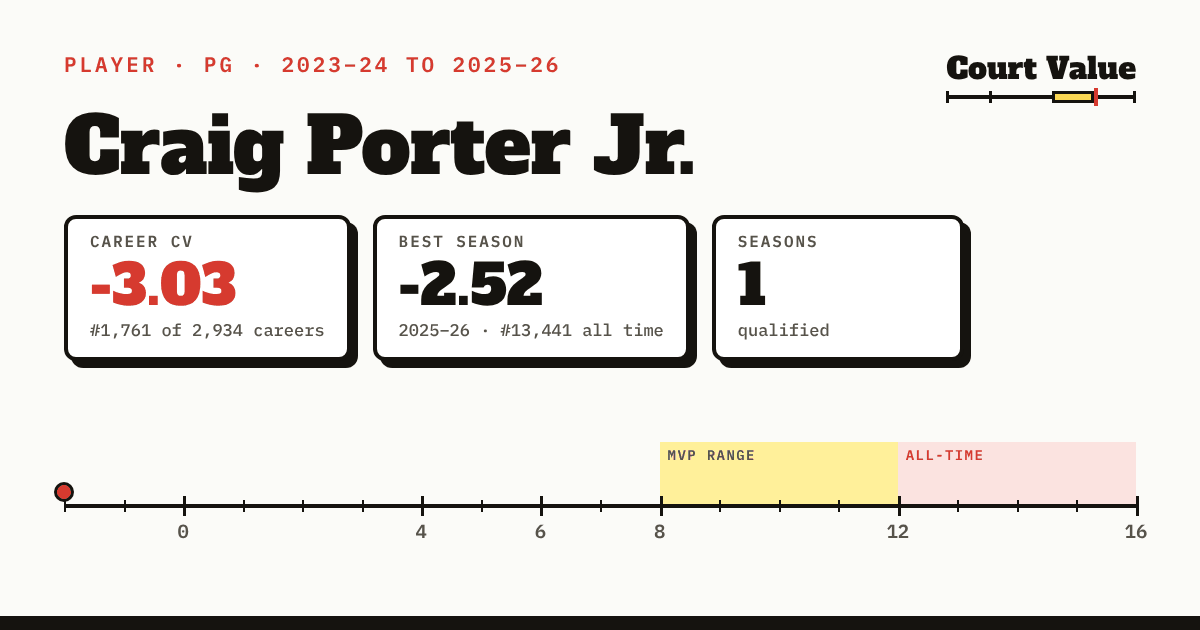 PLAYER · PG · 2023–24 TO 2025–26
Court Value
Craig Porter Jr.
CAREER CV
-3.03
#1,761 of 2,934 careers
BEST SEASON
-2.52
2025–26 · #13,441 all time
SEASONS
1
qualified
MVP RANGE
ALL-TIME
0 4 6 8 12 16